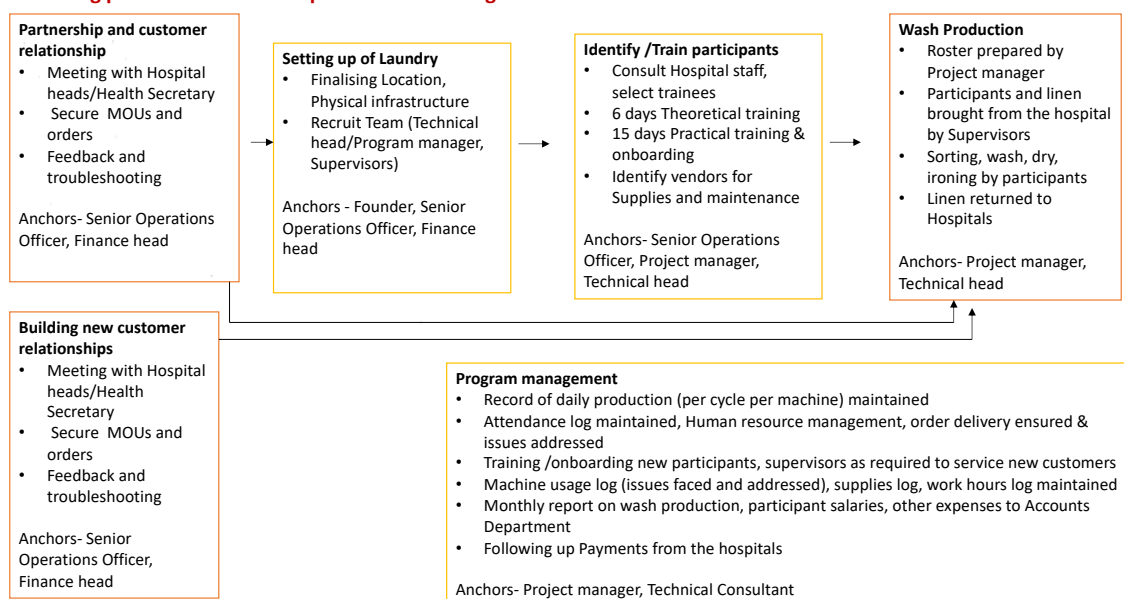 Partnership and customer
relationship
• Meeting with Hospital
heads/Health Secretary
• Secure MOUs and
orders
• Feedback and
troubleshooting
Anchors- Senior Operations
Officer, Finance head
Setting up of Laundry
• Finalising Location,
Physical infrastructure
• Recruit Team (Technical
head/Program manager,
Supervisors)
Anchors - Founder, Senior
Operations Officer, Finance
head
Identify /Train participants
• Consult Hospital staff,
select trainees
• 6 days Theoretical training
• 15 days Practical training &
onboarding
• Identify vendors for
Supplies and maintenance
Anchors- Senior Operations
Officer, Project manager,
Technical head
Wash Production
• Roster prepared by
Project manager
• Participants and linen
brought from the hospital
by Supervisors
• Sorting, wash, dry,
ironing by participants
• Linen returned to
Hospitals
Anchors- Project manager,
Technical head
Building new customer
relationships
• Meeting with Hospital
heads/Health
Secretary
• Secure MOUs and
orders
• Feedback and
troubleshooting
Anchors- Senior
Operations Officer,
Finance head
Program management
• Record of daily production (per cycle per machine) maintained
• Attendance log maintained, Human resource management, order delivery ensured &
issues addressed
• Training /onboarding new participants, supervisors as required to service new customers
• Machine usage log (issues faced and addressed), supplies log, work hours log maintained
• Monthly report on wash production, participant salaries, other expenses to Accounts
Department
• Following up Payments from the hospitals
Anchors- Project manager, Technical Consultant